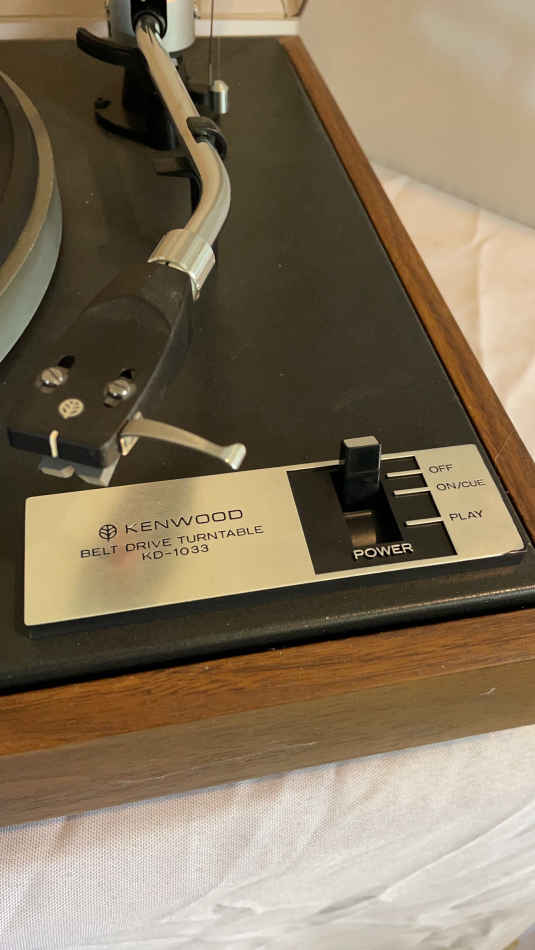 KENWOOD
BELT DRIVE TURNTABLE
KD-1033
OFF
ON/CUE
PLAY
POWER